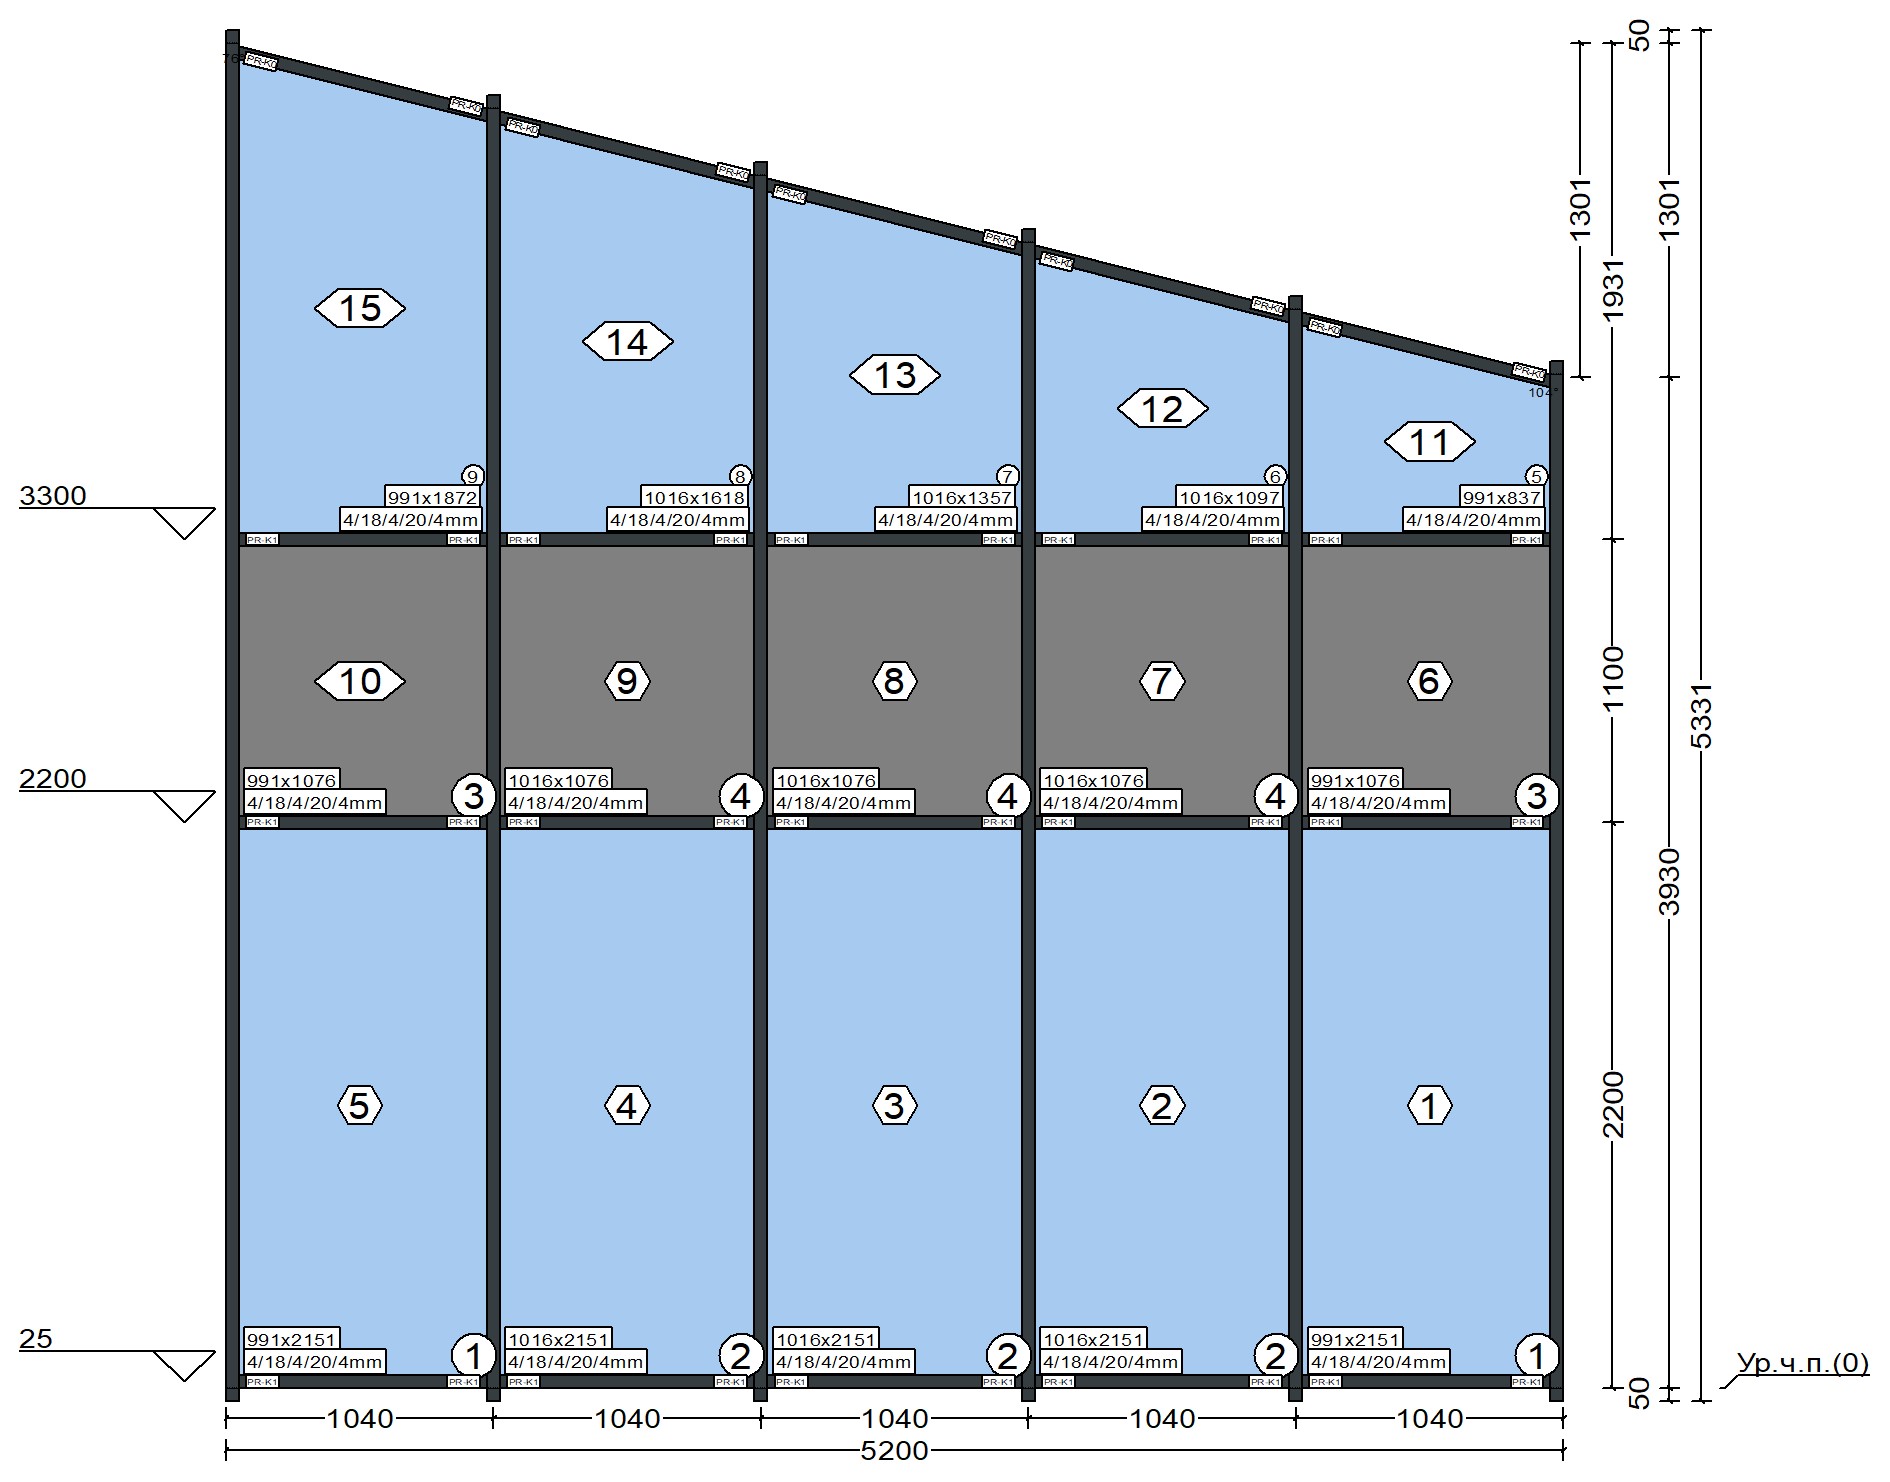 50
76
PR-K0
PR-K0
PR-K0
PR-K0
PR-K0
PR-K0
PR-K0
PR-K0
PR-K0
PR-K0
104°
1301
1931
1301
15
14
13
12
11
9
8
7
6
5
991x1872
1016x1618
1016x1357
1016x1097
991x837
4/18/4/20/4mm
4/18/4/20/4mm
4/18/4/20/4mm
4/18/4/20/4mm
4/18/4/20/4mm
3300
PR-K1 PR-K1 PR-K1 PR-K1 PR-K1 PR-K1 PR-K1 PR-K1 PR-K1 PR-K1
10
9
8
7
6
1100
5331
2200
991x1076
1016x1076
1016x1076
1016x1076
991x1076
4/18/4/20/4mm
4/18/4/20/4mm
4/18/4/20/4mm
4/18/4/20/4mm
4/18/4/20/4mm
3
4
4
4
3
PR-K1 PR-K1 PR-K1 PR-K1 PR-K1 PR-K1 PR-K1 PR-K1 PR-K1 PR-K1
3930
5
4
3
2
1
2200
25
991x2151
1016x2151
1016x2151
1016x2151
991x2151
4/18/4/20/4mm
4/18/4/20/4mm
4/18/4/20/4mm
4/18/4/20/4mm
4/18/4/20/4mm
1
2
2
2
1
PR-K1 PR-K1 PR-K1 PR-K1 PR-K1 PR-K1 PR-K1 PR-K1 PR-K1 PR-K1
Ур.ч.п.(0)
50
1040
1040
1040
1040
1040
5200